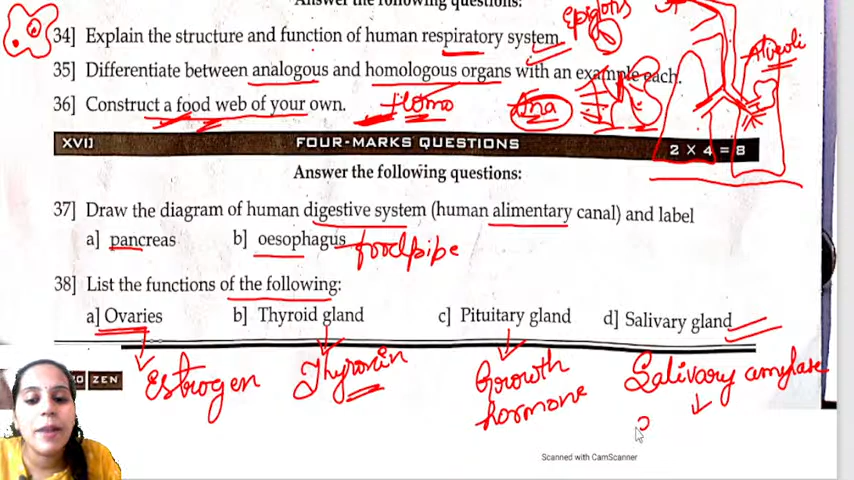 Answer the following questions:
34] Explain the structure and function of human respiratory system
35] Differentiate between analogous and homologous organs with an example each.
Alveoli
36] Construct a food web of your own.
Homo
Ana
XVII FOUR-MARKS QUESTIONS 2 X 4 = 8
Answer the following questions:
37] Draw the diagram of human digestive system (human alimentary canal) and label
a] pancreas b] oesophagus foodpipe
38] List the functions of the following:
a] Ovaries b] Thyroid gland c] Pituitary gland d] Salivary gland
Estrogen Thyroxin Growth hormone Salivary amylase
ZEN
Scanned with CamScanner